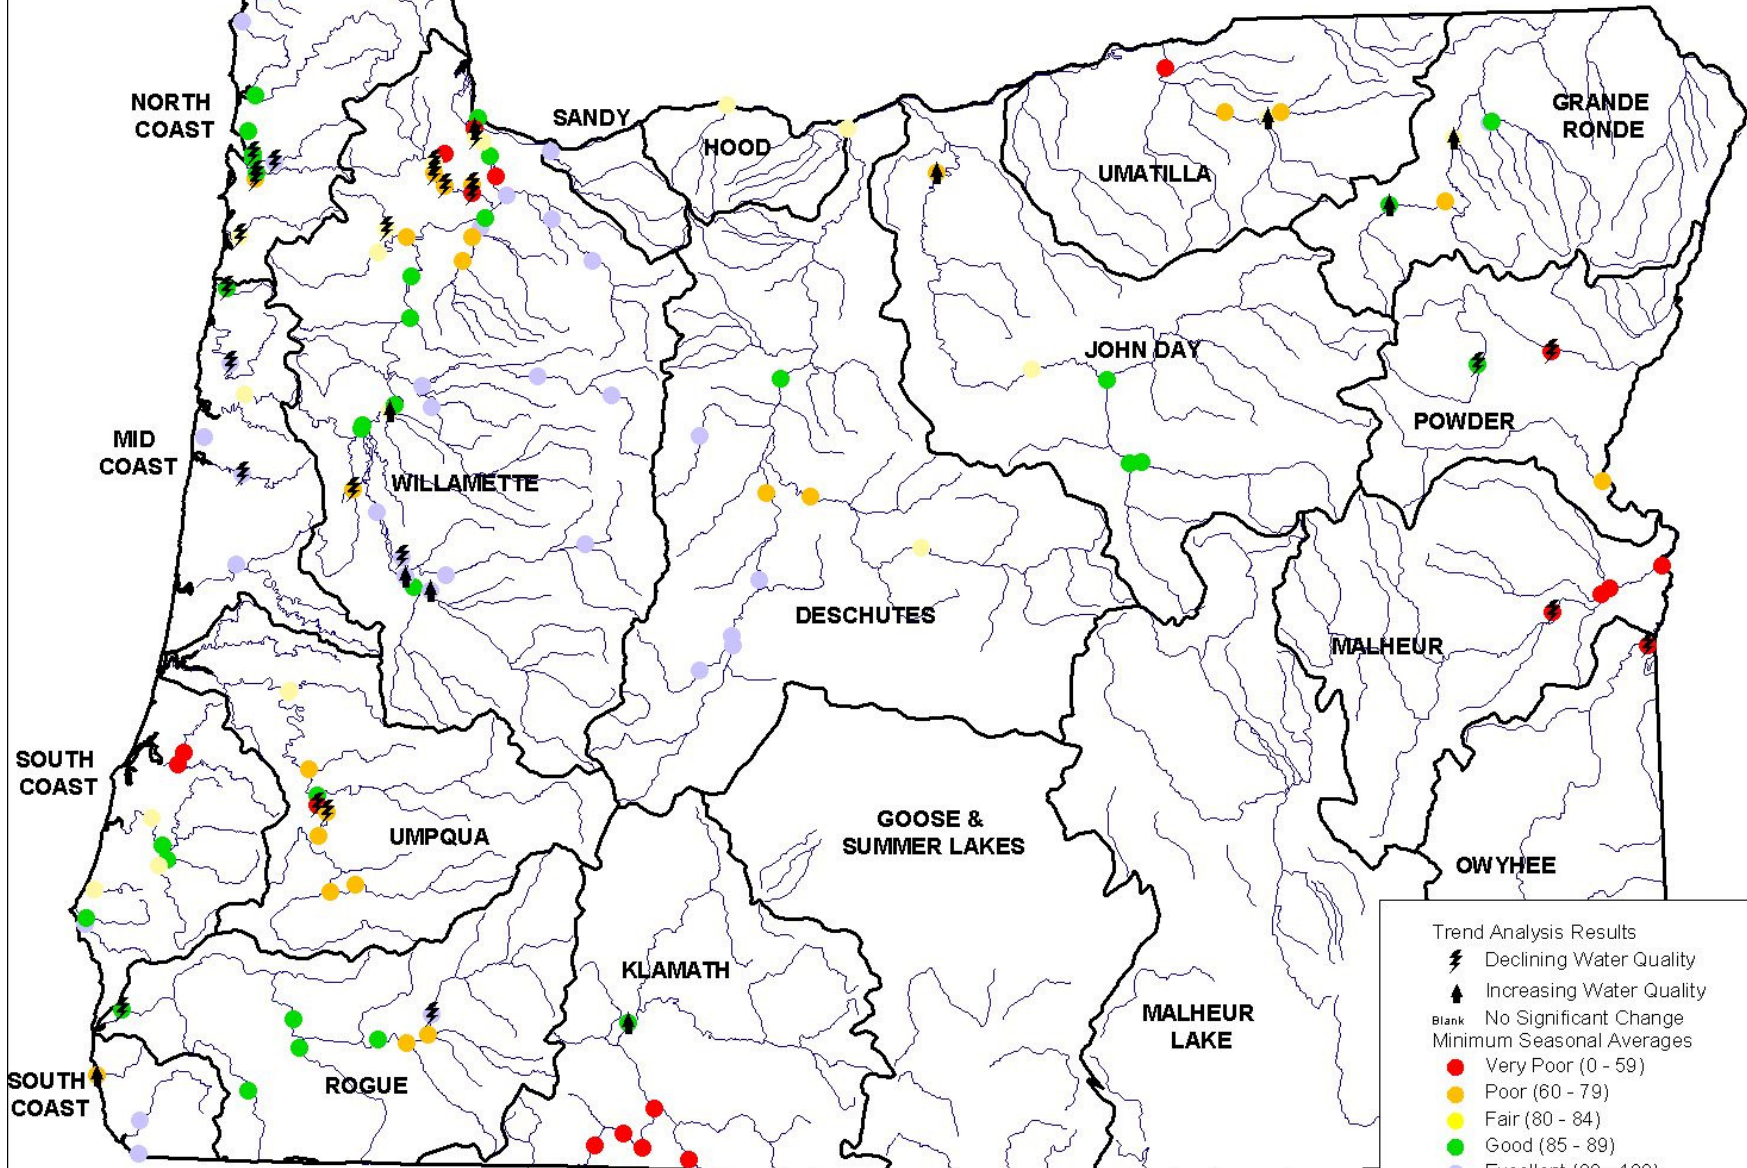 NORTH
COAST
SANDY
HOOD
UMATILLA
GRANDE
RONDE
JOHN DAY
POWDER
MID
COAST
WILLAMETTE
DESCHUTES
MALHEUR
SOUTH
COAST
UMPQUA
GOOSE &
SUMMER LAKES
OWYHEE
KLAMATH
MALHEUR
LAKE
ROGUE
SOUTH
COAST
Trend Analysis Results
Declining Water Quality
Increasing Water Quality
Blank No Significant Change
Minimum Seasonal Averages
Very Poor (0 - 59)
Poor (60 - 79)
Fair (80 - 84)
Good (85 - 89)
Excellent (90 - 100)